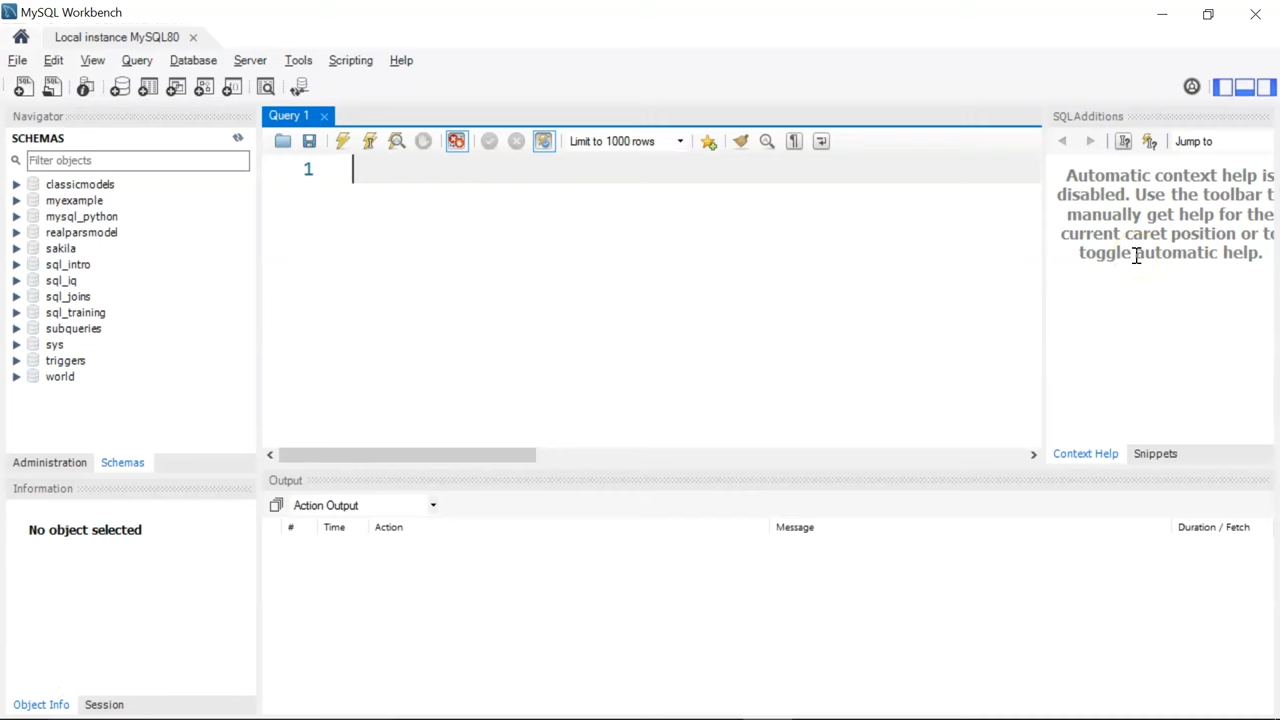 MySQL Workbench
Local instance MySQL80
File Edit View Query Database Server Tools Scripting Help
Navigator
SCHEMAS
Filter objects
classicmodels
myexample
mysql_python
realparsmodel
sakila
sql_intro
sql_iq
sql_joins
sql_training
subqueries
sys
triggers
world
Administration Schemas
Information
No object selected
Object Info Session
Query 1
Limit to 1000 rows
1
SQLAdditions
Jump to
Automatic context help is
disabled. Use the toolbar t
manually get help for the
current caret position or to
toggle automatic help.
Context Help Snippets
Output
Action Output
# Time Action Message Duration / Fetch